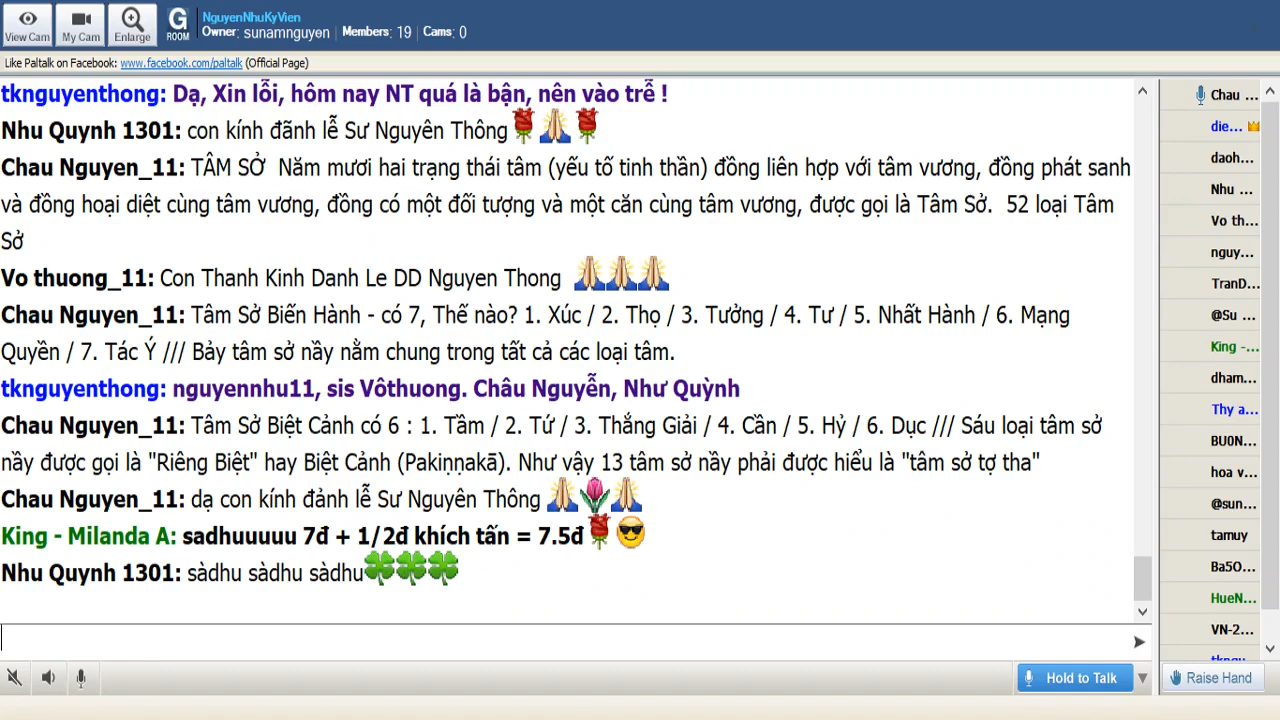 View Cam
My Cam
Enlarge
G
ROOM
NguyenNhuKyVien
Owner: sunamnguyen | Members: 19 | Cams: 0
Like Paltalk on Facebook: www.facebook.com/paltalk (Official Page)
tknguyenthong: Dạ, Xin lỗi, hôm nay NT quá là bận, nên vào trễ !
Nhu Quynh 1301: con kính đãnh lễ Sư Nguyên Thông
Chau Nguyen_11: TÂM SỞ Năm mươi hai trạng thái tâm (yếu tố tinh thần) đồng liên hợp với tâm vương, đồng phát sanh
và đồng hoại diệt cùng tâm vương, đồng có một đối tượng và một căn cùng tâm vương, được gọi là Tâm Sở. 52 loại Tâm
Sở
Vo thuong_11: Con Thanh Kinh Danh Le DD Nguyen Thong
Chau Nguyen_11: Tâm Sở Biến Hành - có 7, Thế nào? 1. Xúc / 2. Thọ / 3. Tưởng / 4. Tư / 5. Nhất Hành / 6. Mạng
Quyền / 7. Tác Ý /// Bảy tâm sở nầy nằm chung trong tất cả các loại tâm.
tknguyenthong: nguyennhu11, sis Vôthuong. Châu Nguyễn, Như Quỳnh
Chau Nguyen_11: Tâm Sở Biệt Cảnh có 6 : 1. Tầm / 2. Tứ / 3. Thắng Giải / 4. Cần / 5. Hỷ / 6. Dục /// Sáu loại tâm sở
nầy được gọi là "Riêng Biệt" hay Biệt Cảnh (Pakiṇṇakā). Như vậy 13 tâm sở nầy phải được hiểu là "tâm sở tợ tha"
Chau Nguyen_11: dạ con kính đảnh lễ Sư Nguyên Thông
King - Milanda A: sadhuuuuu 7đ + 1/2đ khích tấn = 7.5đ
Nhu Quynh 1301: sàdhu sàdhu sàdhu
Chau ...
die...
daoh...
Nhu ...
Vo th...
nguy...
TranD...
@Su ...
King -...
dham...
Thy a...
BU0N...
hoa v...
@sun...
tamuy
Ba5O...
HueN...
VN-2...
Hold to Talk
Raise Hand